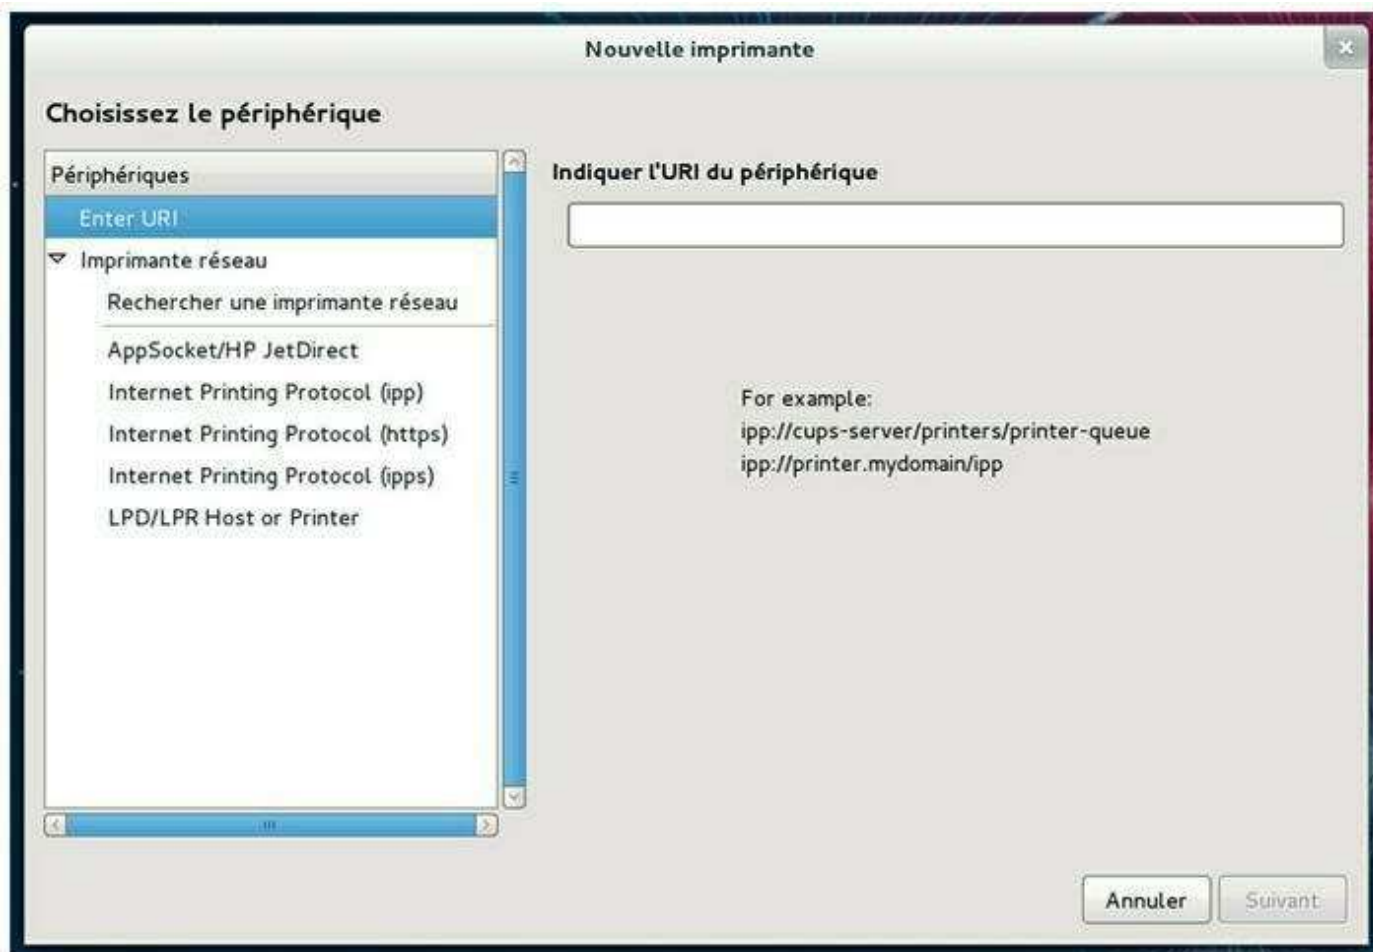 Nouvelle imprimante
Choisissez le périphérique
Périphériques
Enter URI
Imprimante réseau
Rechercher une imprimante réseau
AppSocket/HP JetDirect
Internet Printing Protocol (ipp)
Internet Printing Protocol (https)
Internet Printing Protocol (ipps)
LPD/LPR Host or Printer
Indiquer l'URI du périphérique
For example:
ipp://cups-server/printers/printer-queue
ipp://printer.mydomain/ipp
Annuler
Suivant